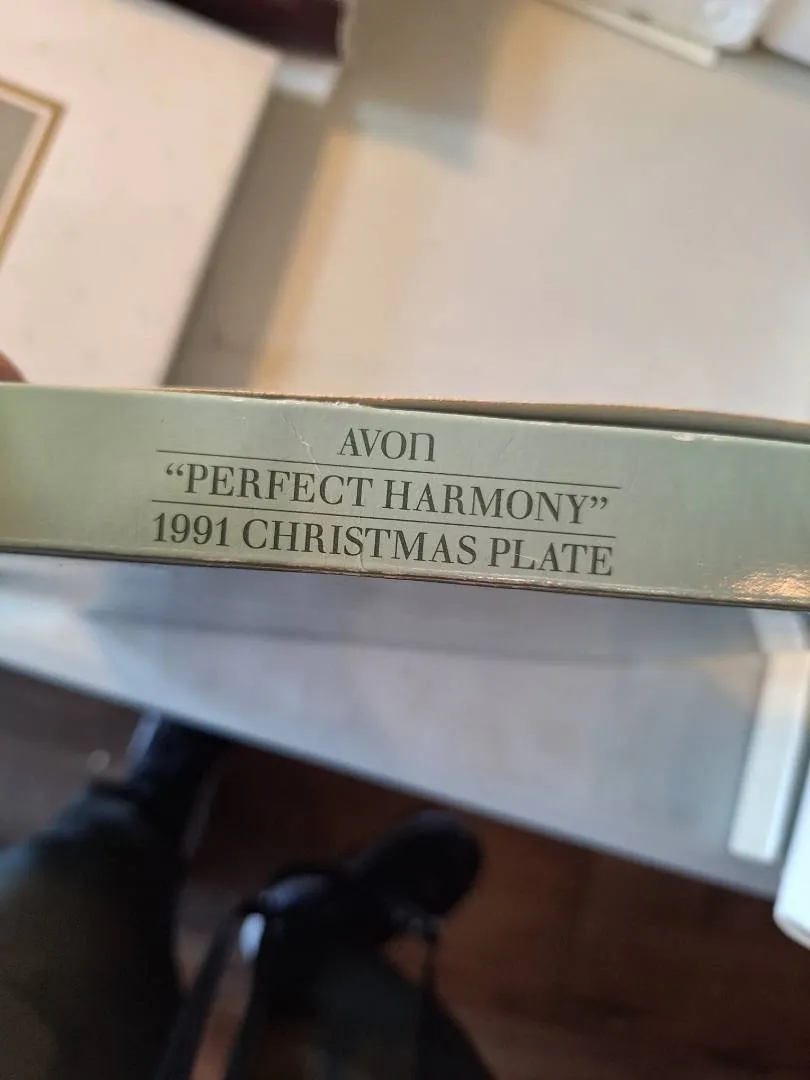 AVON
“PERFECT HARMONY”
1991 CHRISTMAS PLATE